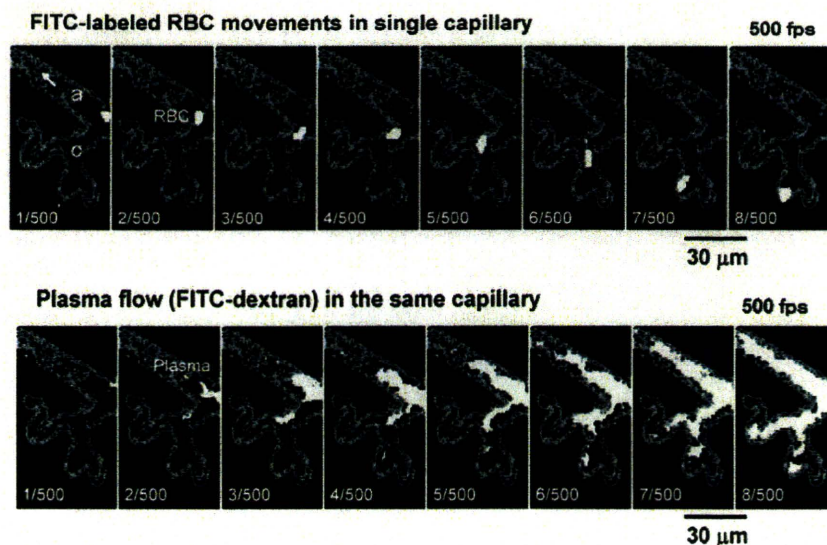 FITC-labeled RBC movements in single capillary
500 fps
a
RBC
c
1/500 2/500 3/500 4/500 5/500 6/500 7/500 8/500
30 μm
Plasma flow (FITC-dextran) in the same capillary
500 fps
Plasma
1/500 2/500 3/500 4/500 5/500 6/500 7/500 8/500
30 μm